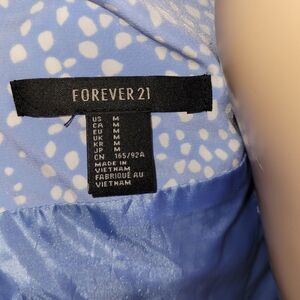 FOREVER 21
US M
CA M
EU M
UK M
KR M
JP M
CN 165/92A
MADE IN
VIETNAM
FABRIQUÉ AU
VIETNAM